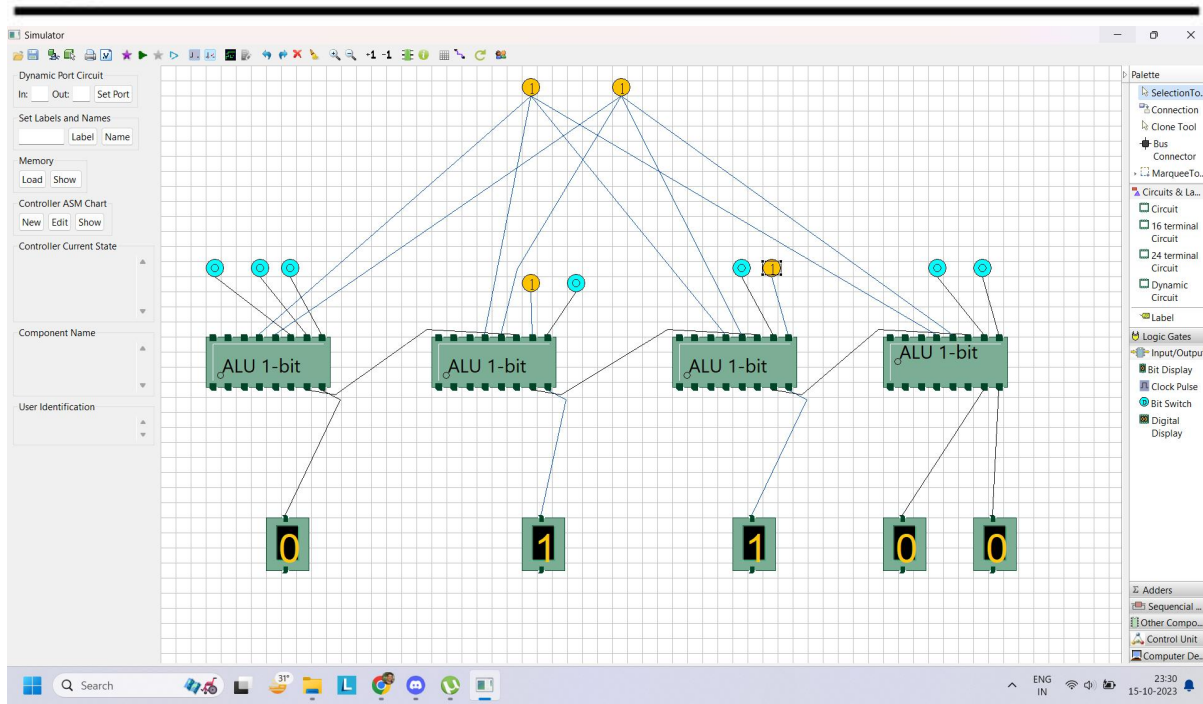 Simulator
+1 -1
Dynamic Port Circuit
In: Out: Set Port
Set Labels and Names
Label Name
Memory
Load Show
Controller ASM Chart
New Edit Show
Controller Current State
Component Name
User Identification
1 1
1
1
ALU 1-bit
ALU 1-bit
ALU 1-bit
ALU 1-bit
0 1 1 0 0
Palette
SelectionTo...
Connection
Clone Tool
Bus
Connector
MarqueeTo...
Circuits & La...
Circuit
16 terminal
Circuit
24 terminal
Circuit
Dynamic
Circuit
Label
Logic Gates
Input/Outpu
Bit Display
Clock Pulse
Bit Switch
Digital
Display
Σ Adders
Sequencial ...
Other Compo...
Control Unit
Computer De...
Search
31°
L
ENG
IN
23:30
15-10-2023